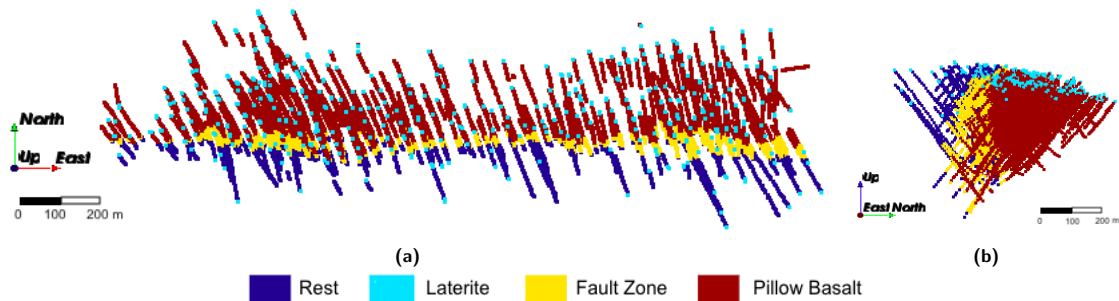 North
Up East
0 100 200 m
(a)
Up
East North
0 100 200 m
(b)
Rest Laterite Fault Zone Pillow Basalt